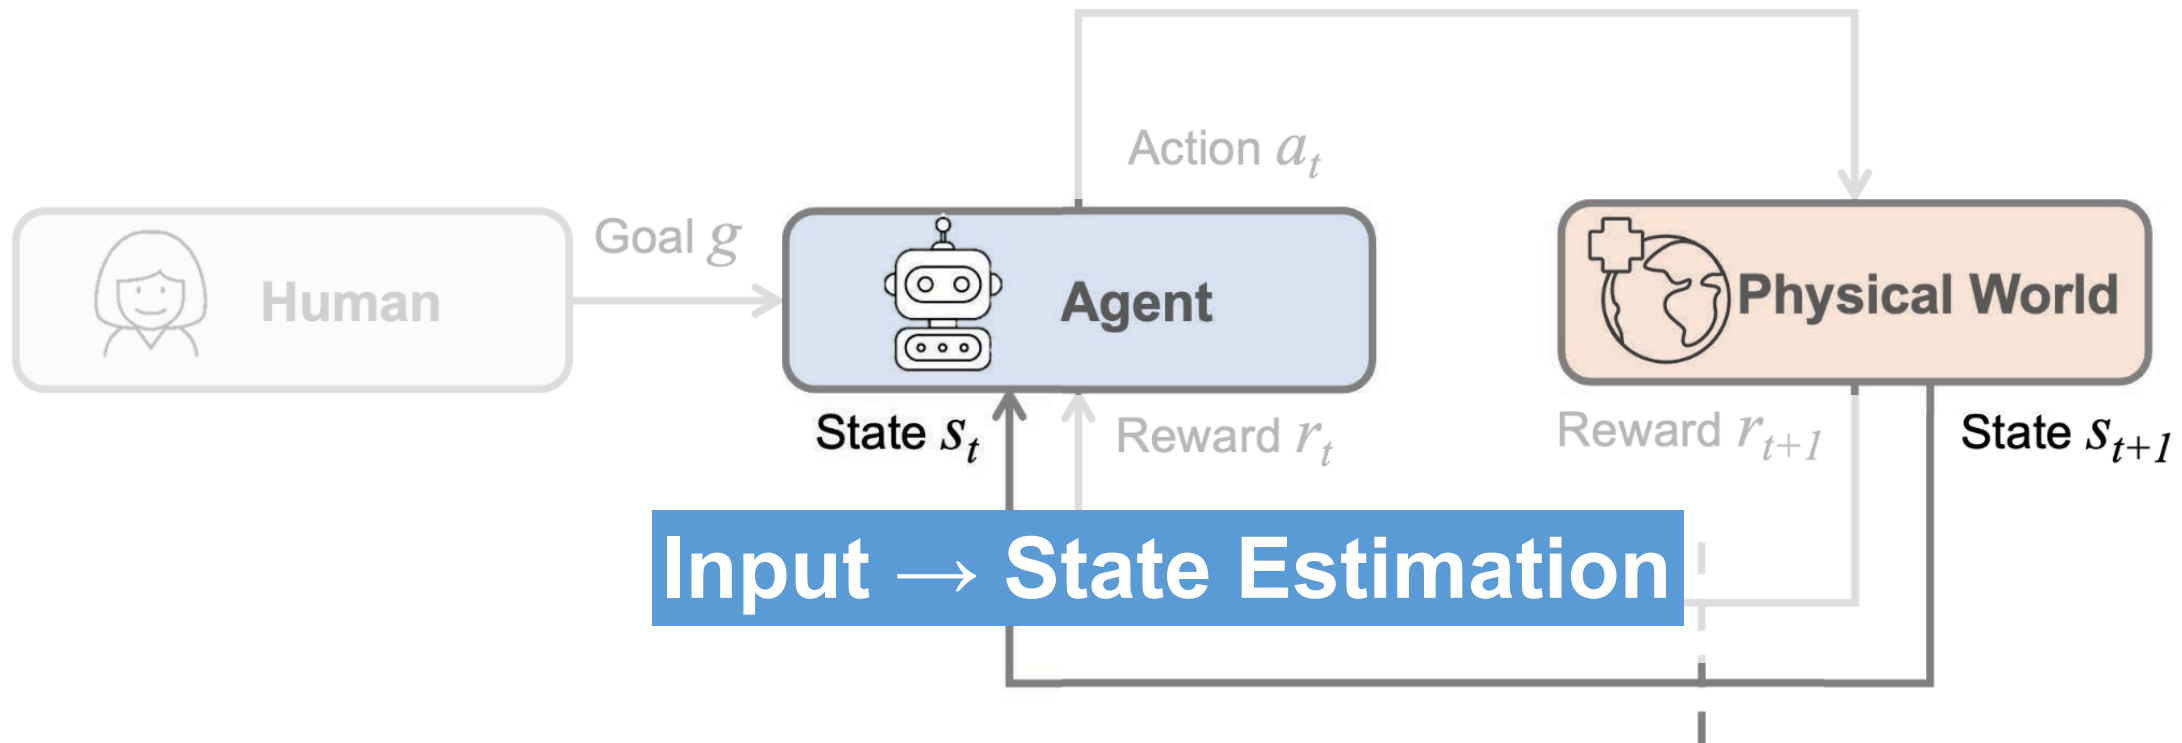 Action a_t
Goal g
Human
Agent
Physical World
State s_t
Reward r_t
Reward r_{t+1}
State s_{t+1}
Input → State Estimation